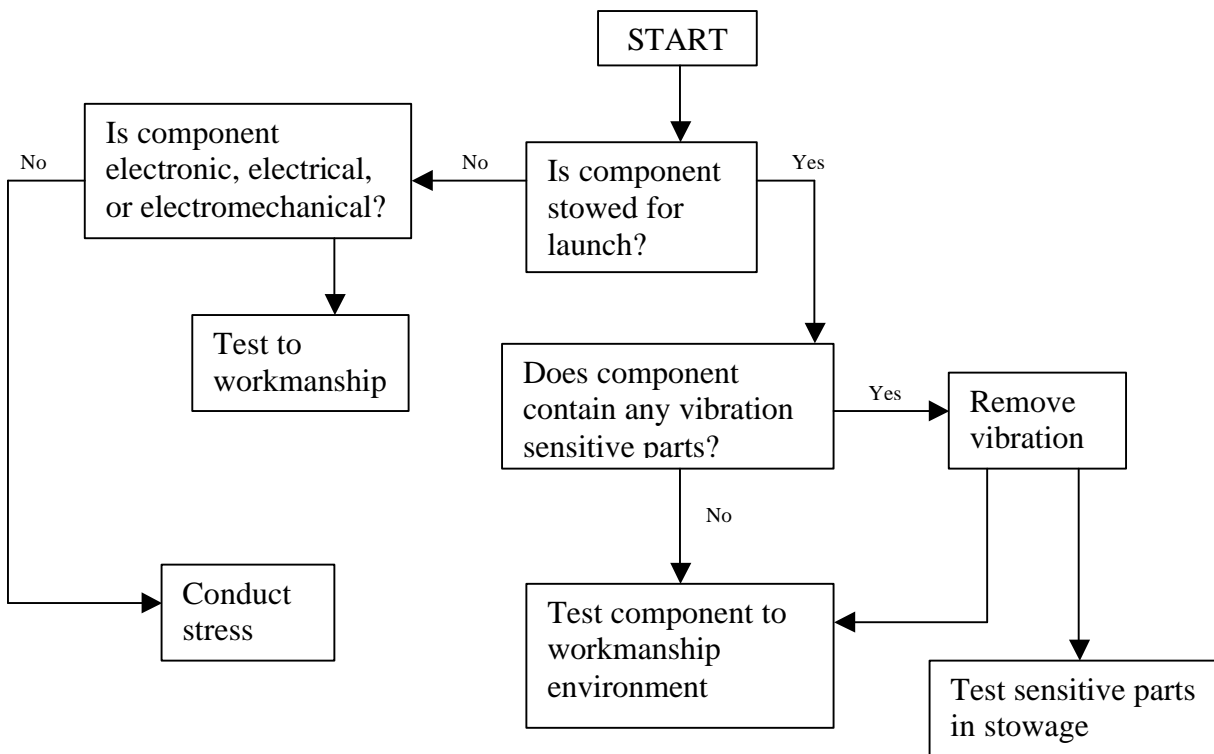 START
Is component
electronic, electrical,
or electromechanical?
No
No
Is component
stowed for
launch?
Yes
Test to
workmanship
Does component
contain any vibration
sensitive parts?
Yes
Remove
vibration
No
Conduct
stress
Test component to
workmanship
environment
Test sensitive parts
in stowage